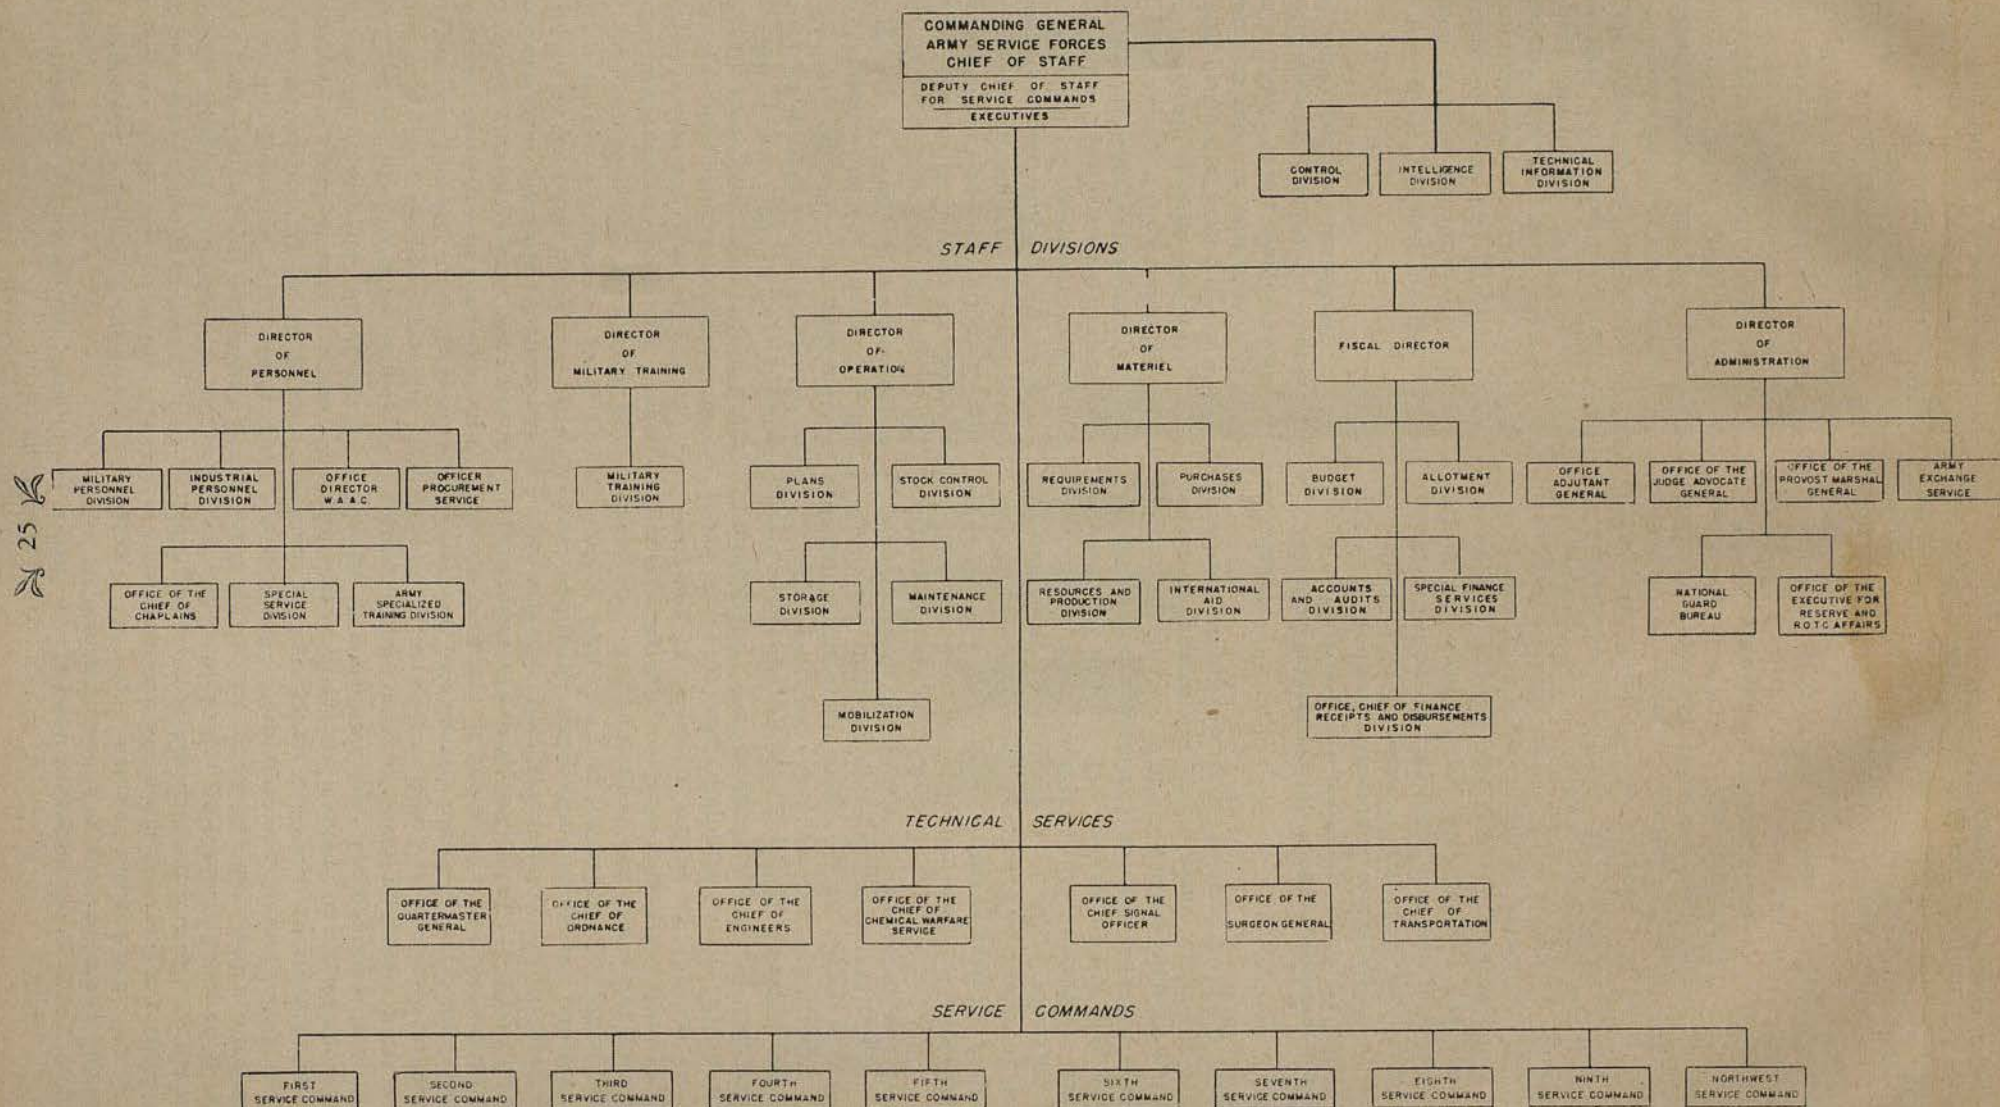 COMMANDING GENERAL
ARMY SERVICE FORCES
CHIEF OF STAFF
DEPUTY CHIEF OF STAFF
FOR SERVICE COMMANDS
EXECUTIVES
CONTROL
DIVISION
INTELLIGENCE
DIVISION
TECHNICAL
INFORMATION
DIVISION
STAFF DIVISIONS
DIRECTOR
OF
PERSONNEL
DIRECTOR
OF
MILITARY TRAINING
DIRECTOR
OF
OPERATION
DIRECTOR
OF
MATERIEL
FISCAL DIRECTOR
DIRECTOR
OF
ADMINISTRATION
MILITARY
PERSONNEL
DIVISION
INDUSTRIAL
PERSONNEL
DIVISION
OFFICE
DIRECTOR
W.A.A.C.
OFFICER
PROCUREMENT
SERVICE
MILITARY
TRAINING
DIVISION
PLANS
DIVISION
STOCK CONTROL
DIVISION
REQUIREMENTS
DIVISION
PURCHASES
DIVISION
BUDGET
DIVISION
ALLOTMENT
DIVISION
OFFICE
ADJUTANT
GENERAL
OFFICE OF THE
JUDGE ADVOCATE
GENERAL
OFFICE OF THE
PROVOST MARSHAL
GENERAL
ARMY
EXCHANGE
SERVICE
25
OFFICE OF THE
CHIEF OF
CHAPLAINS
SPECIAL
SERVICE
DIVISION
ARMY
SPECIALIZED
TRAINING DIVISION
STORAGE
DIVISION
MAINTENANCE
DIVISION
RESOURCES AND
PRODUCTION
DIVISION
INTERNATIONAL
AID
DIVISION
ACCOUNTS
AND AUDITS
DIVISION
SPECIAL FINANCE
SERVICES
DIVISION
NATIONAL
GUARD
BUREAU
OFFICE OF THE
EXECUTIVE FOR
RESERVE AND
R.O.T.C AFFAIRS
MOBILIZATION
DIVISION
OFFICE, CHIEF OF FINANCE
RECEIPTS AND DISBURSEMENTS
DIVISION
TECHNICAL SERVICES
OFFICE OF THE
QUARTERMASTER
GENERAL
OFFICE OF THE
CHIEF OF
ORDNANCE
OFFICE OF THE
CHIEF OF
ENGINEERS
OFFICE OF THE
CHIEF OF
CHEMICAL WARFARE
SERVICE
OFFICE OF THE
CHIEF SIGNAL
OFFICER
OFFICE OF THE
SURGEON GENERAL
OFFICE OF THE
CHIEF OF
TRANSPORTATION
SERVICE COMMANDS
FIRST
SERVICE COMMAND
SECOND
SERVICE COMMAND
THIRD
SERVICE COMMAND
FOURTH
SERVICE COMMAND
FIFTH
SERVICE COMMAND
SIXTH
SERVICE COMMAND
SEVENTH
SERVICE COMMAND
EIGHTH
SERVICE COMMAND
NINTH
SERVICE COMMAND
NORTHWEST
SERVICE COMMAND